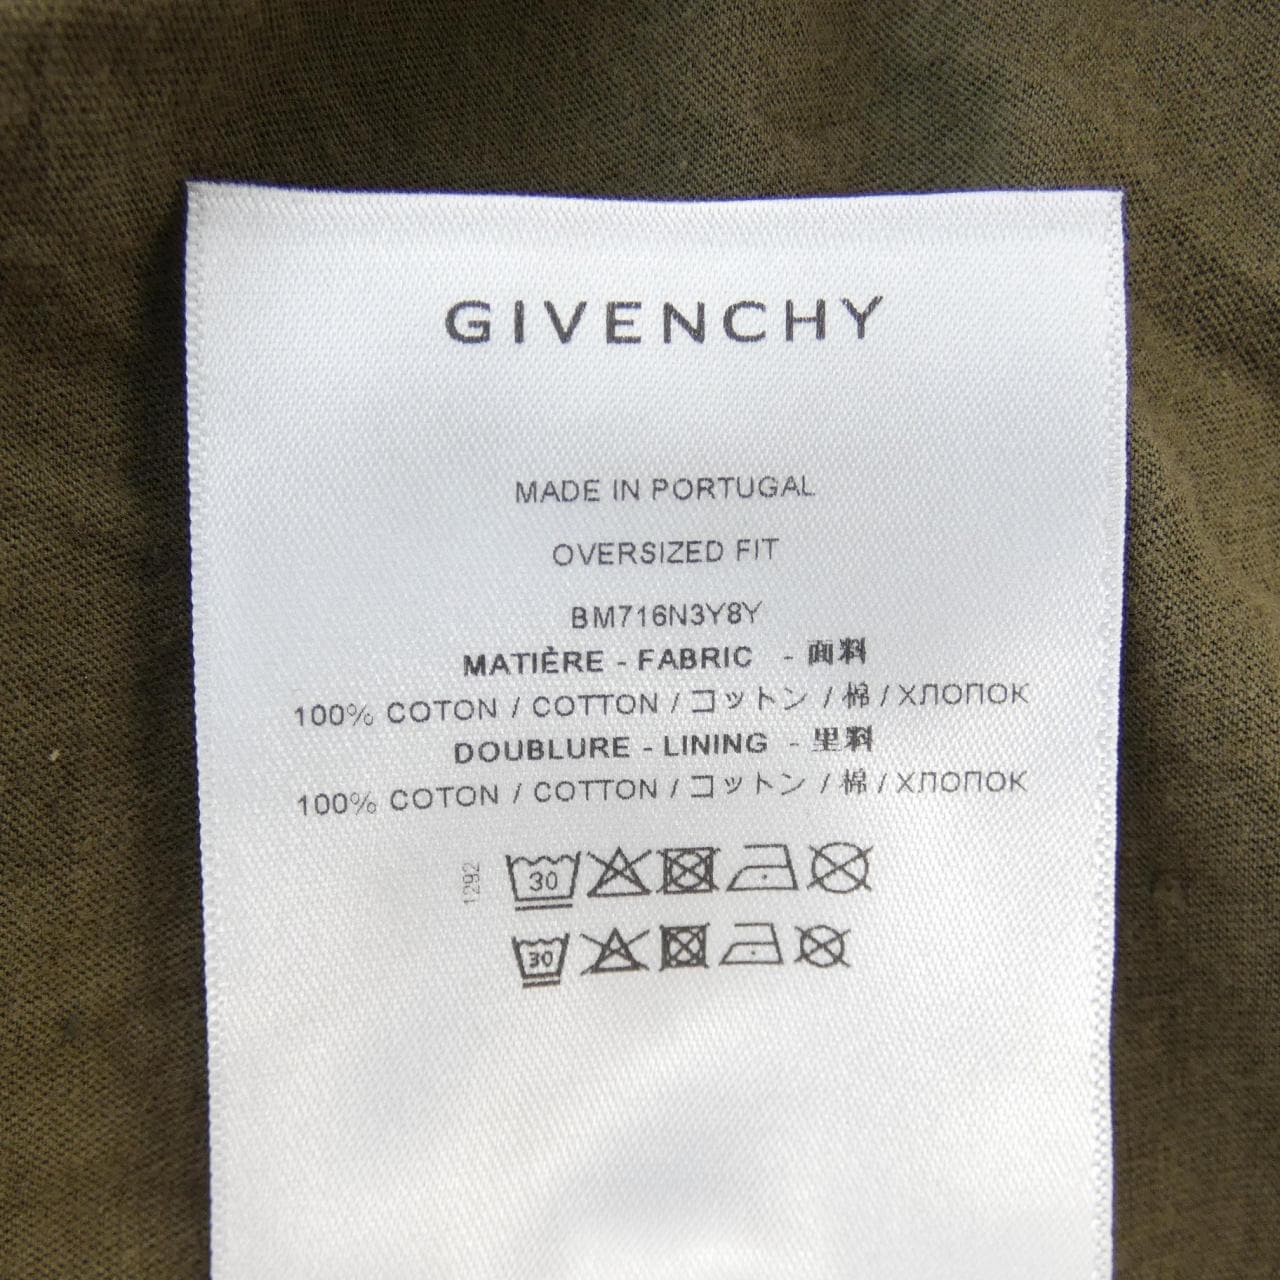 GIVENCHY
MADE IN PORTUGAL
OVERSIZED FIT
BM716N3Y8Y
MATIÈRE - FABRIC - 面料
100% COTON / COTTON / コットン / 棉 / ХЛОПОК
DOUBLURE - LINING - 里料
100% COTON / COTTON / コットン / 棉 / ХЛОПОК
1292
30
30